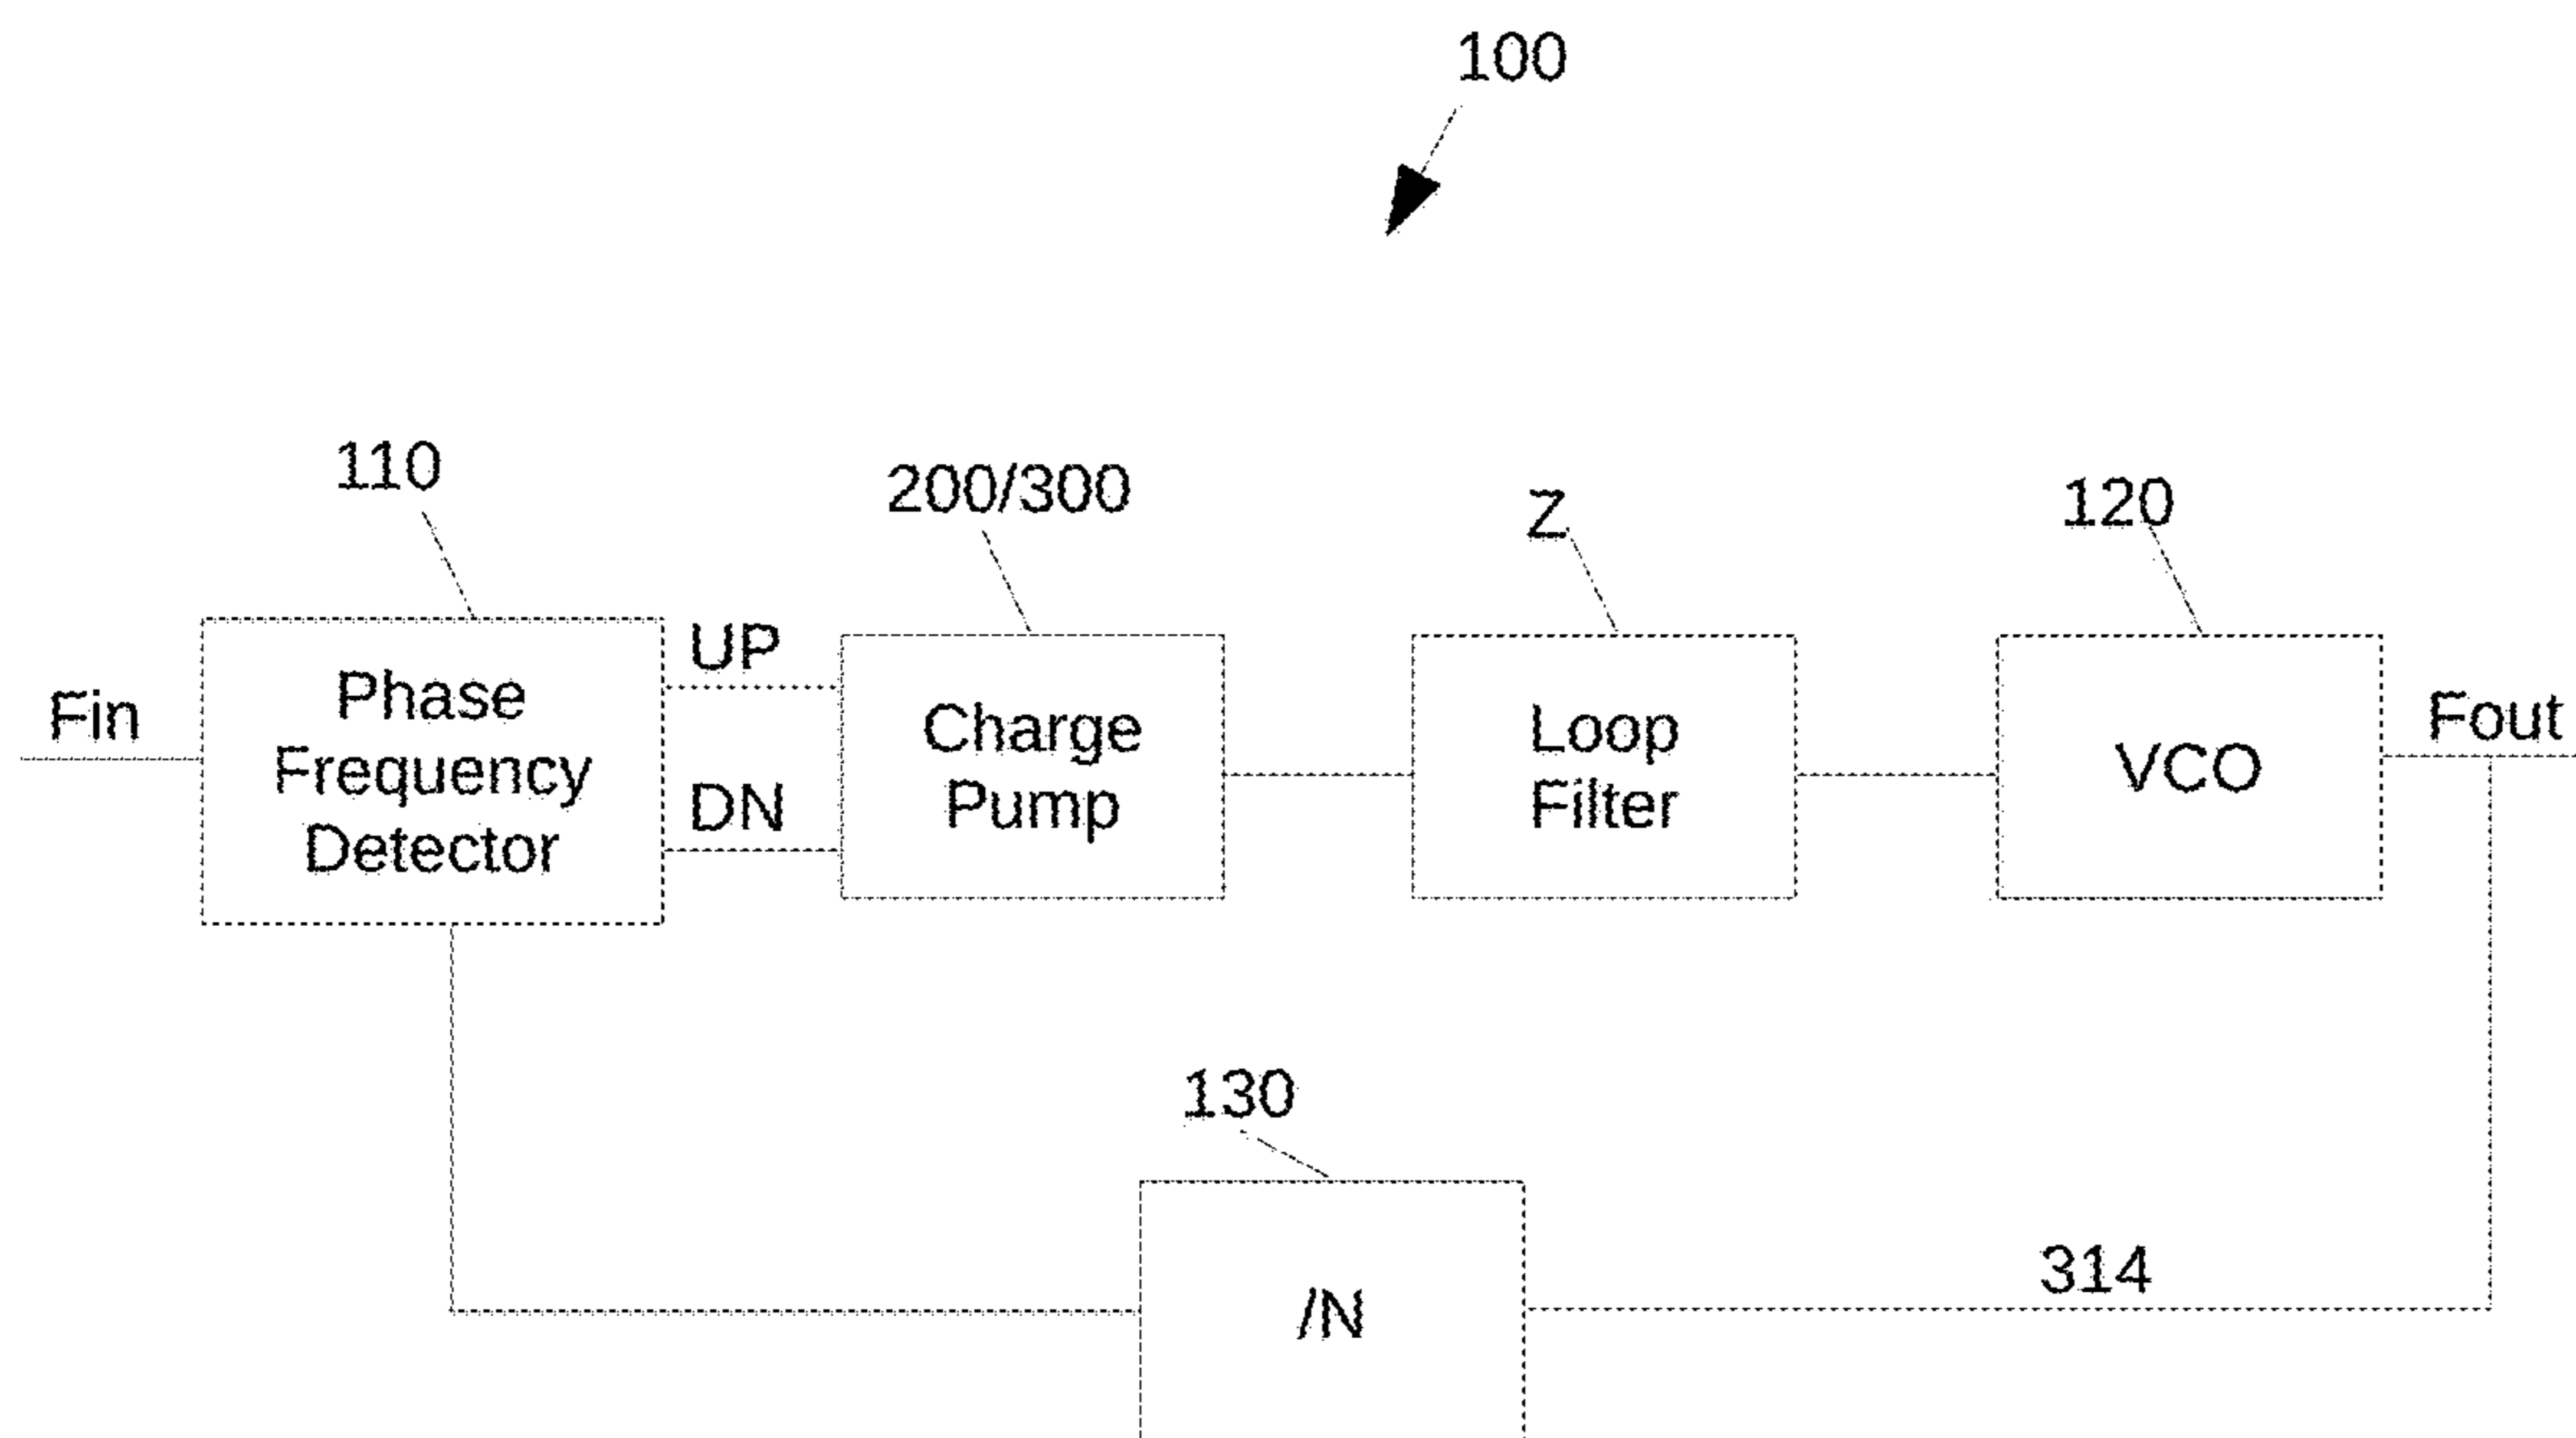 100
110
200/300
Z
120
Fin
Phase
Frequency
Detector
UP
DN
Charge
Pump
Loop
Filter
VCO
Fout
130
/N
314